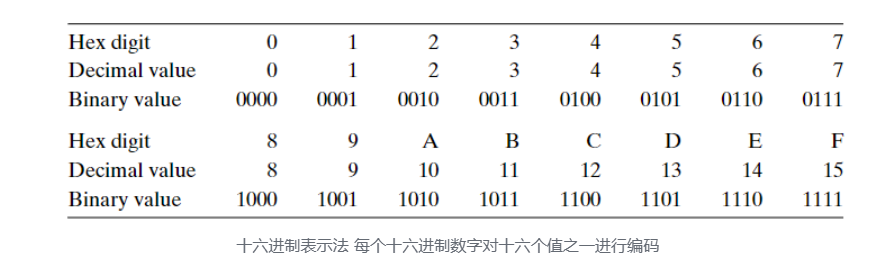 Hex digit 0 1 2 3 4 5 6 7
Decimal value 0 1 2 3 4 5 6 7
Binary value 0000 0001 0010 0011 0100 0101 0110 0111
Hex digit 8 9 A B C D E F
Decimal value 8 9 10 11 12 13 14 15
Binary value 1000 1001 1010 1011 1100 1101 1110 1111
十六进制表示法 每个十六进制数字对十六个值之一进行编码